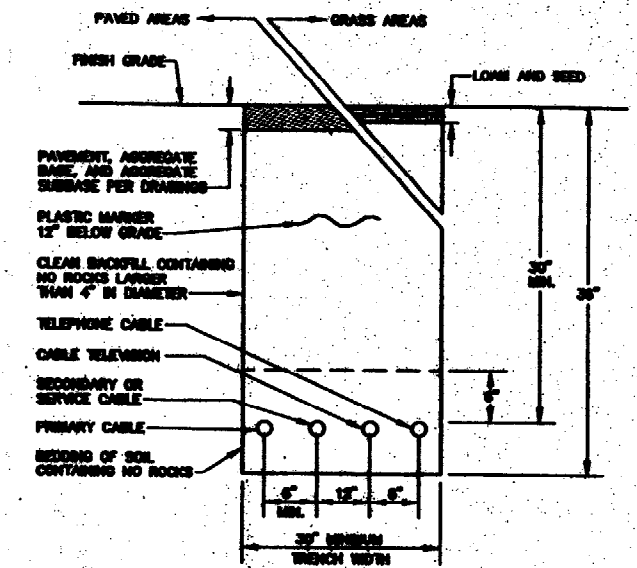 PAVED AREAS
GRASS AREAS
FINISH GRADE
LOAM AND SEED
PAVEMENT, AGGREGATE
BASE, AND AGGREGATE
SUBBASE PER DRAWINGS
PLASTIC MARKER
12" BELOW GRADE
CLEAN BACKFILL CONTAINING
NO ROCKS LARGER
THAN 4" IN DIAMETER
30"
MIN.
36"
TELEPHONE CABLE
CABLE TELEVISION
SECONDARY OR
SERVICE CABLE
6"
PRIMARY CABLE
BEDDING OF SOIL
CONTAINING NO ROCKS
6"
MIN.
12"
6"
30" MINIMUM
TRENCH WIDTH